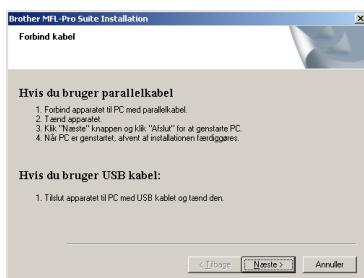 Brother MFL-Pro Suite Installation
Forbind kabel
Hvis du bruger parallelkabel
1. Forbind apparatet til PC med parallelkabel.
2. Tænd apparatet.
3. Klik "Næste" knappen og klik "Afslut" for at genstarte PC.
4. Når PC er genstartet, afvent af installationen færdiggøres.
Hvis du bruger USB kabel:
1. Tilslut apparatet til PC med USB kablet og tænd den.
< Tilbage
Næste >
Annuller